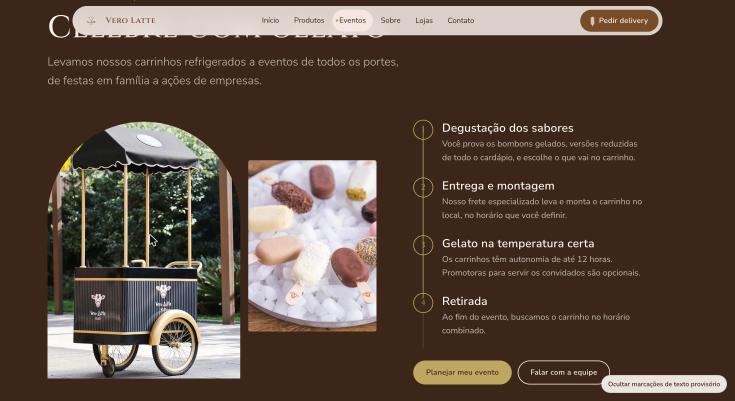 VERO LATTE
Início
Produtos
Eventos
Sobre
Lojas
Contato
Pedir delivery
Levamos nossos carrinhos refrigerados a eventos de todos os portes,
de festas em família a ações de empresas.
Degustação dos sabores
Você prova os bombons gelados, versões reduzidas
de todo o cardápio, e escolhe o que vai no carrinho.
2
Entrega e montagem
Nosso frete especializado leva e monta o carrinho no
local, no horário que você definir.
3
Gelato na temperatura certa
Os carrinhos têm autonomia de até 12 horas.
Promotoras para servir os convidados são opcionais.
4
Retirada
Ao fim do evento, buscamos o carrinho no horário
combinado.
Planejar meu evento
Falar com a equipe
Ocultar marcações de texto provisório